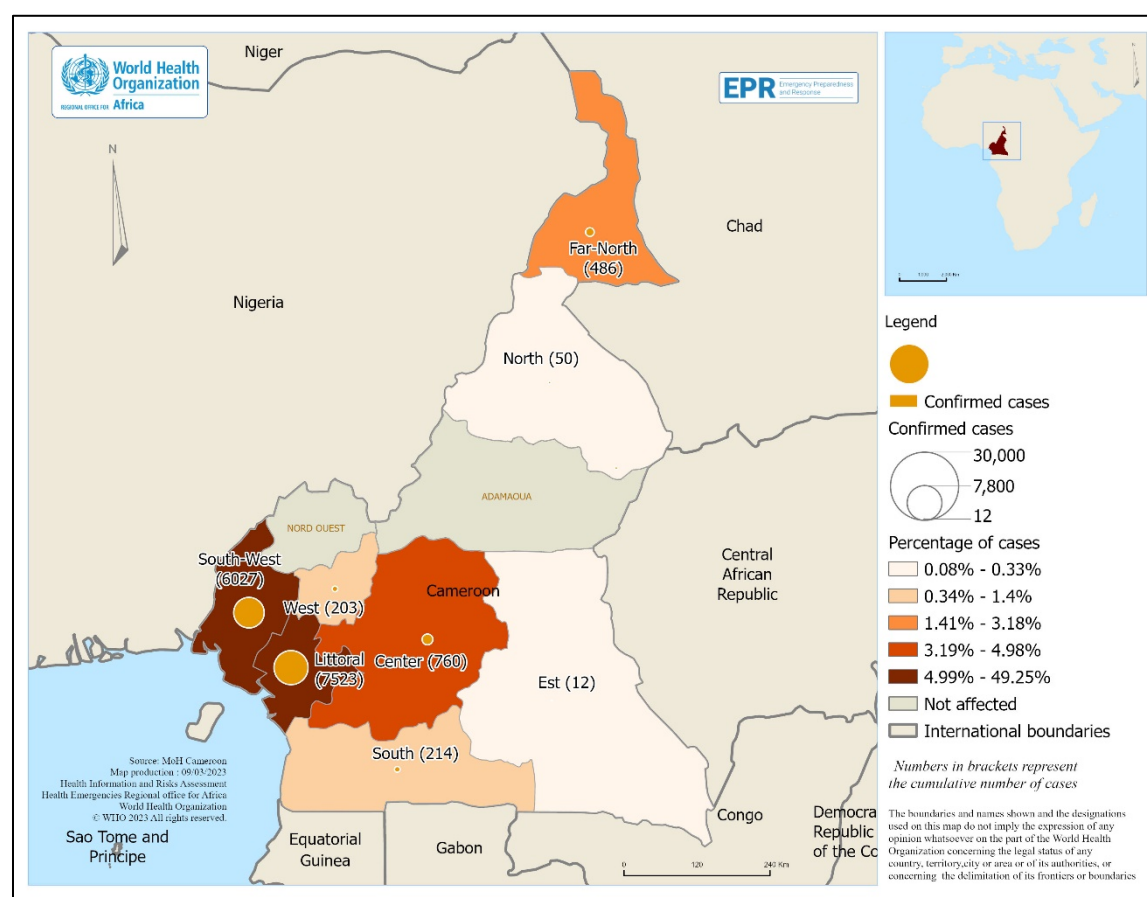 World Health
Organization
REGIONAL OFFICE FOR Africa
EPR Emergency Preparedness
and Response
N
Niger
Chad
Nigeria
Far-North
(486)
North (50)
ADAMAOUA
NORD OUEST
South-West
(6027)
West (203)
Cameroon
Central
African
Republic
Littoral
(7523)
Center (760)
Est (12)
South (214)
Source: MoH Cameroon
Map production : 09/03/2023
Health Information and Risks Assessment
Health Emergencies Regional office for Africa
World Health Organization
© WHO 2023 All rights reserved.
Sao Tome and
Principe
Equatorial
Guinea
Gabon
Congo
Democra
Republic
of the Co
0 120 240 Km
N
Legend
Confirmed cases
Confirmed cases
30,000
7,800
12
Percentage of cases
0.08% - 0.33%
0.34% - 1.4%
1.41% - 3.18%
3.19% - 4.98%
4.99% - 49.25%
Not affected
International boundaries
Numbers in brackets represent
the cumulative number of cases
The boundaries and names shown and the designations
used on this map do not imply the expression of any
opinion whatsoever on the part of the World Health
Organization concerning the legal status of any
country, territory,city or area or of its authorities, or
concerning the delimitation of its frontiers or boundaries